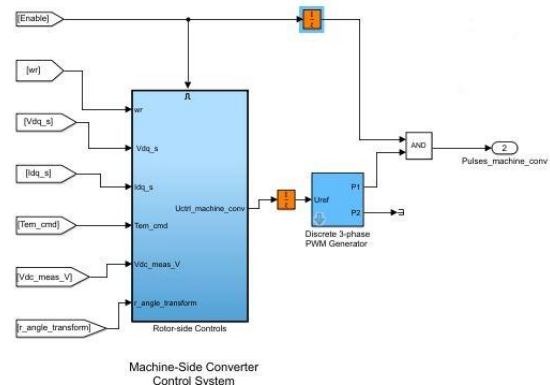 [Enable]
[wr]
[Vdq_s]
[Idq_s]
[Tem_cmd]
[Vdc_meas_V]
[r_angle_transform]
wr
Vdq_s
Idq_s
Tem_cmd
Vdc_meas_V
r_angle_transform
Uctrl_machine_conv
Rotor-side Controls
Uref
P1
P2
Discrete 3-phase
PWM Generator
AND
2
Pulses_machine_conv
Machine-Side Converter
Control System